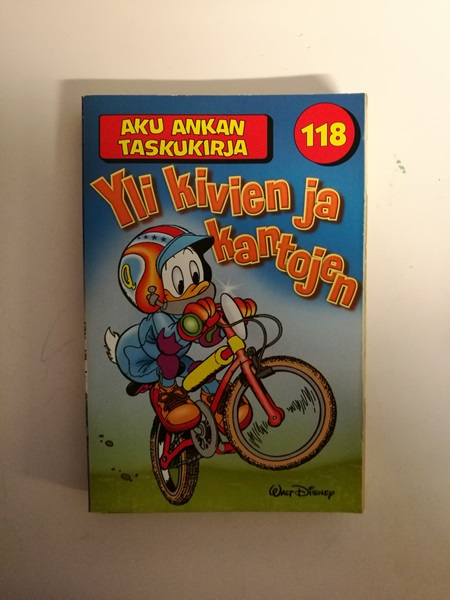 AKU ANKAN
TASKUKIRJA
118
Yli kivien ja
kantojen
WALT DISNEY